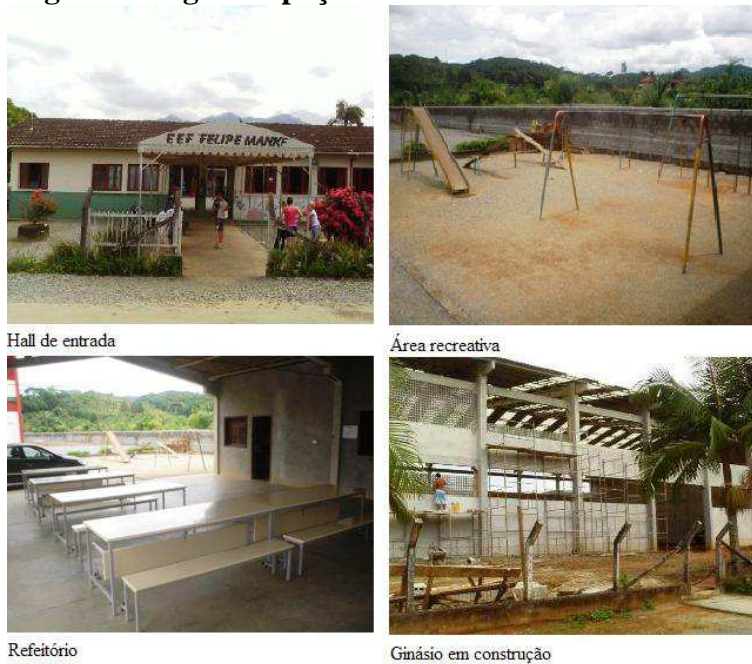 EEF FELIPE MANKE
Hall de entrada
Área recreativa
Refeitório
Ginásio em construção